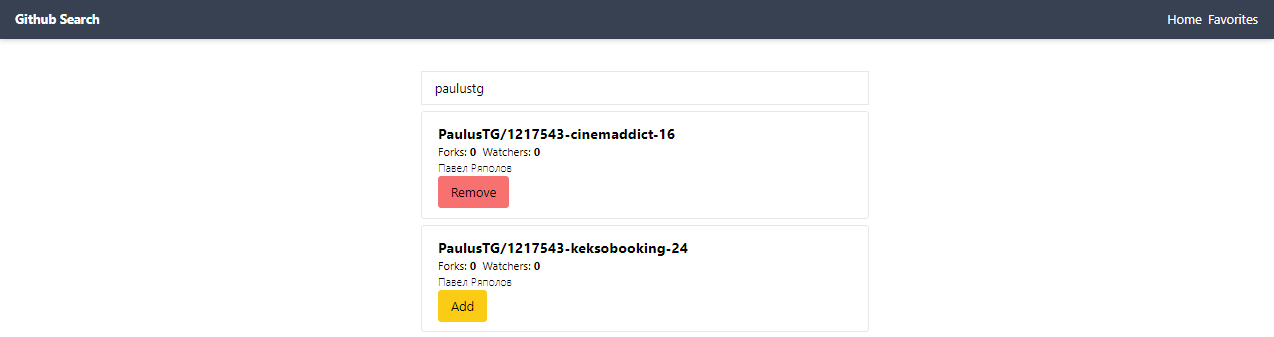 Github Search
Home Favorites
paulustg
PaulusTG/1217543-cinemaddict-16
Forks: 0 Watchers: 0
Павел Ряполов
Remove
PaulusTG/1217543-keksobooking-24
Forks: 0 Watchers: 0
Павел Ряполов
Add